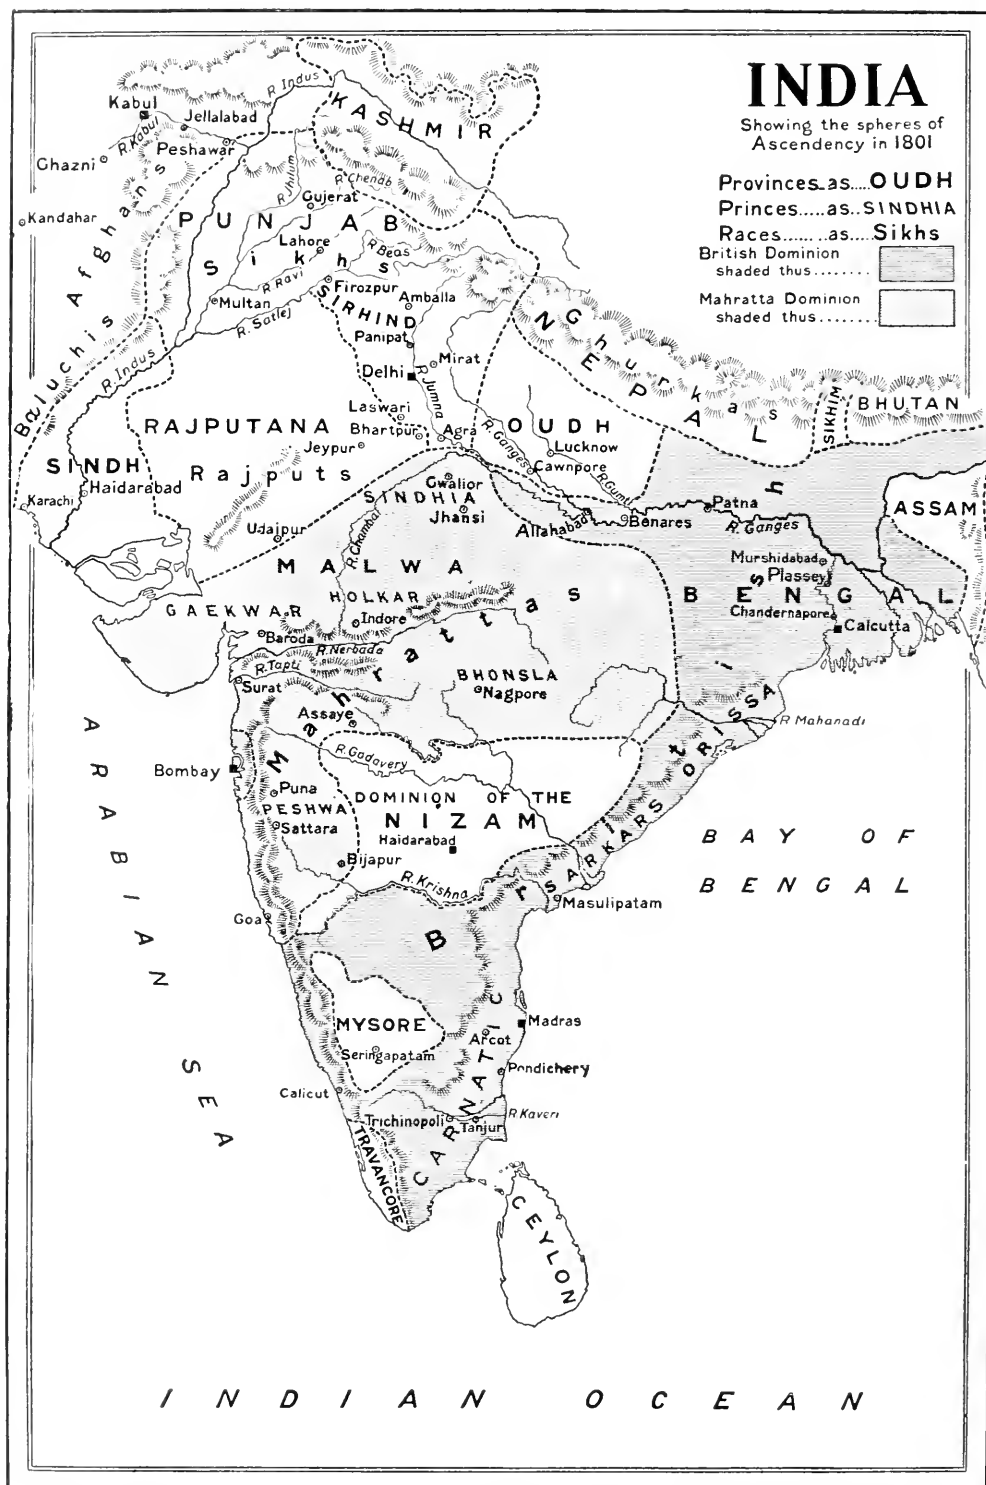 INDIA
Showing the spheres of
Ascendency in 1801
Provinces as....OUDH
Princes.....as..SINDHIA
Races.......as....Sikhs
British Dominion
shaded thus........
Mahratta Dominion
shaded thus.......
R. Indus
Kabul
Jellalabad
R. Kabul
Peshawar
Ghazni
KASHMIR
Kandahar
Afghans
R. Jhilum
R. Chenab
Gujerat
PUNJAB
Lahore
R. Beas
Sikhs
R. Ravi
Multan
Firozpur
R. Satlej
SIRHIND
Amballa
Panipat
Baluchis
R. Indus
Mirat
Delhi
R. Jumna
NEPAL
Ghurkas
SIKHIM
BHUTAN
RAJPUTANA
Rajputs
Laswari
Bhartpur
Jeypur
Agra
OUDH
R. Ganges
Lucknow
Cawnpore
R. Gumti
SINDH
Haidarabad
Karachi
Gwalior
SINDHIA
Jhansi
Udaipur
R. Chambal
Allahabad
Benares
Patna
R. Ganges
ASSAM
MALWA
HOLKAR
Indore
GAEKWAR
Baroda
R. Nerbada
R. Tapti
Surat
Murshidabad
Plassey
BENGAL
Chandernapore
Calcutta
BHONSLA
Nagpore
Mahrattas
Assaye
R. Mahanadi
ORISSA
Bombay
R. Gadavery
Puna
PESHWA
Sattara
DOMINION OF THE
NIZAM
Haidarabad
Bijapur
R. Krishna
SARKARS
Masulipatam
British
Goa
MYSORE
Seringapatam
Madras
Arcot
Pondichery
CARNATIC
Calicut
Trichinopoli
Tanjur
R. Kaveri
TRAVANCORE
CEYLON
ARABIAN SEA
BAY OF
BENGAL
INDIAN OCEAN